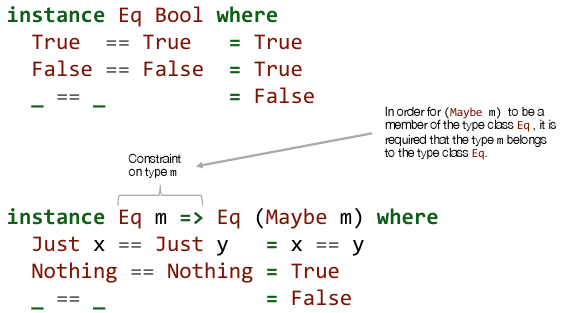 instance Eq Bool where
True == True = True
False == False = True
_ == _ = False
In order for (Maybe m) to be a
member of the type class Eq, it is
required that the type m belongs
to the type class Eq.
Constraint
on type m
instance Eq m => Eq (Maybe m) where
Just x == Just y = x == y
Nothing == Nothing = True
_ == _ = False